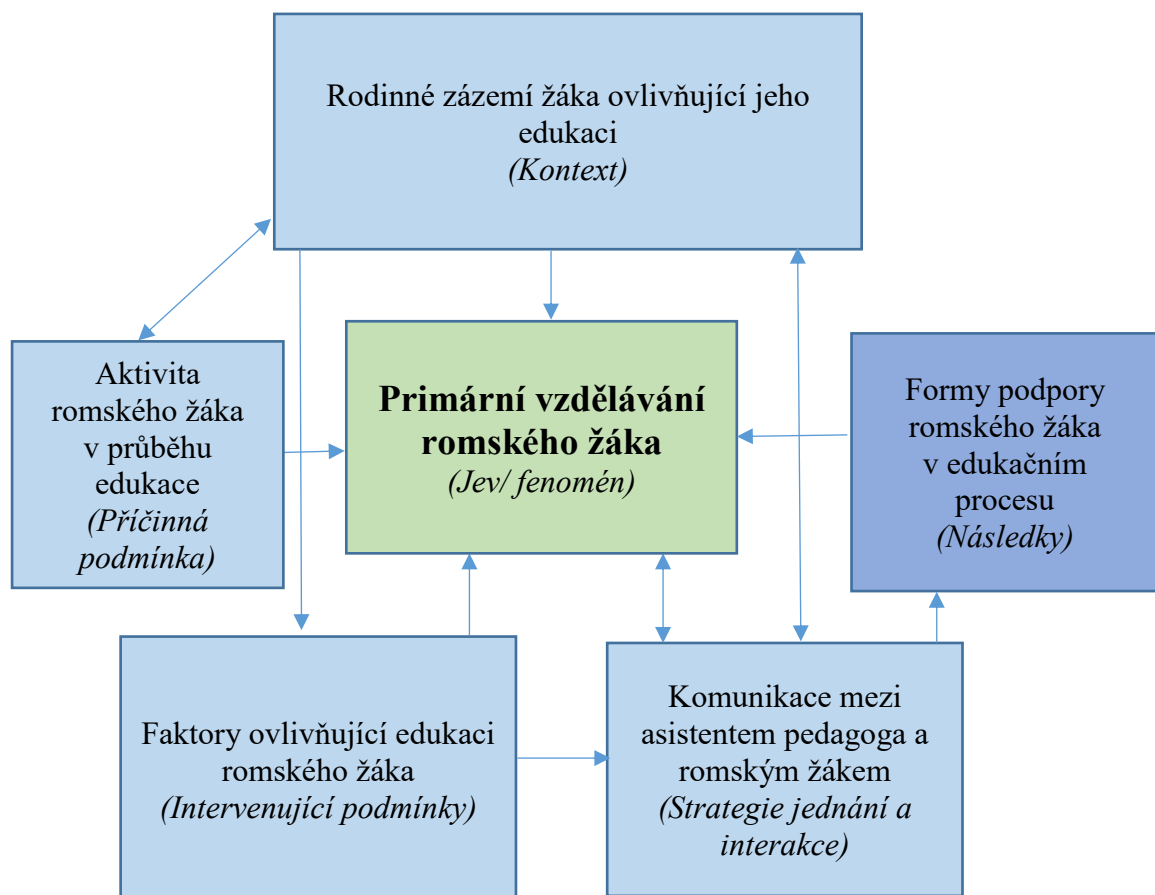 Rodinné zázemí žáka ovlivňující jeho
edukaci
(Kontext)
Aktivita
romského žáka
v průběhu
edukace
(Příčinná
podmínka)
Primární vzdělávání
romského žáka
(Jev/ fenomén)
Formy podpory
romského žáka
v edukačním
procesu
(Následky)
Faktory ovlivňující edukaci
romského žáka
(Intervenující podmínky)
Komunikace mezi
asistentem pedagoga a
romským žákem
(Strategie jednání a
interakce)